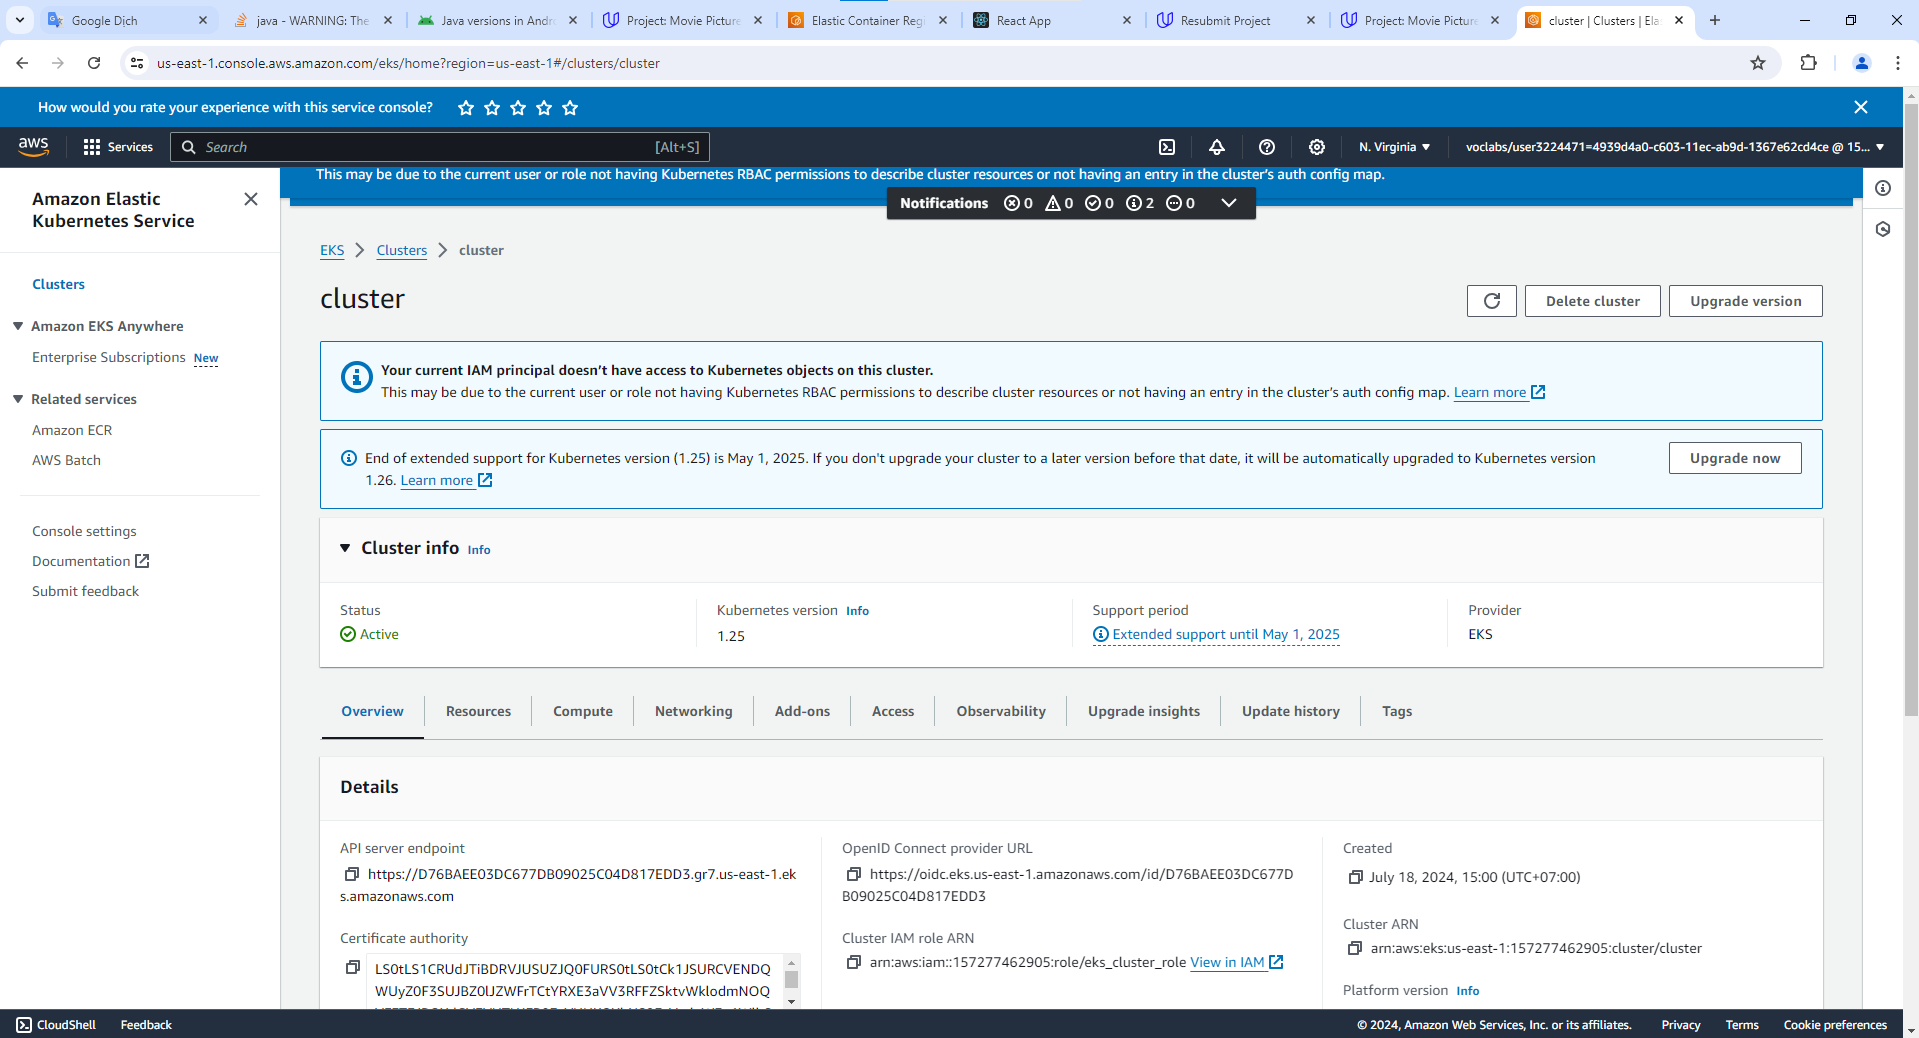 Google Dịch
java - WARNING: The
Java versions in Andro
Project: Movie Picture
Elastic Container Regi
React App
Resubmit Project
Project: Movie Picture
cluster | Clusters | Elas
us-east-1.console.aws.amazon.com/eks/home?region=us-east-1#/clusters/cluster
How would you rate your experience with this service console?
aws
Services
Search
[Alt+S]
N. Virginia
voclabs/user3224471=4939d4a0-c603-11ec-ab9d-1367e62cd4ce @ 15...
This may be due to the current user or role not having Kubernetes RBAC permissions to describe cluster resources or not having an entry in the cluster's auth config map.
Notifications 0 0 0 2 0
Amazon Elastic
Kubernetes Service
Clusters
Amazon EKS Anywhere
Enterprise Subscriptions New
Related services
Amazon ECR
AWS Batch
Console settings
Documentation
Submit feedback
EKS
Clusters
cluster
cluster
Delete cluster
Upgrade version
Your current IAM principal doesn't have access to Kubernetes objects on this cluster.
This may be due to the current user or role not having Kubernetes RBAC permissions to describe cluster resources or not having an entry in the cluster's auth config map. Learn more
End of extended support for Kubernetes version (1.25) is May 1, 2025. If you don't upgrade your cluster to a later version before that date, it will be automatically upgraded to Kubernetes version
1.26. Learn more
Upgrade now
Cluster info Info
Status
Active
Kubernetes version Info
1.25
Support period
Extended support until May 1, 2025
Provider
EKS
Overview
Resources
Compute
Networking
Add-ons
Access
Observability
Upgrade insights
Update history
Tags
Details
API server endpoint
https://D76BAEE03DC677DB09025C04D817EDD3.gr7.us-east-1.ek
s.amazonaws.com
Certificate authority
LS0tLS1CRUdJTiBDRVJUSUZJQ0FURS0tLS0tCk1JSURCVENDQ
WUyZ0F3SUJBZ0lJZWFrTCtYRXE3aVV3RFFZSktvWklodmNOQ
OpenID Connect provider URL
https://oidc.eks.us-east-1.amazonaws.com/id/D76BAEE03DC677D
B09025C04D817EDD3
Cluster IAM role ARN
arn:aws:iam::157277462905:role/eks_cluster_role View in IAM
Created
July 18, 2024, 15:00 (UTC+07:00)
Cluster ARN
arn:aws:eks:us-east-1:157277462905:cluster/cluster
Platform version Info
CloudShell
Feedback
© 2024, Amazon Web Services, Inc. or its affiliates.
Privacy
Terms
Cookie preferences